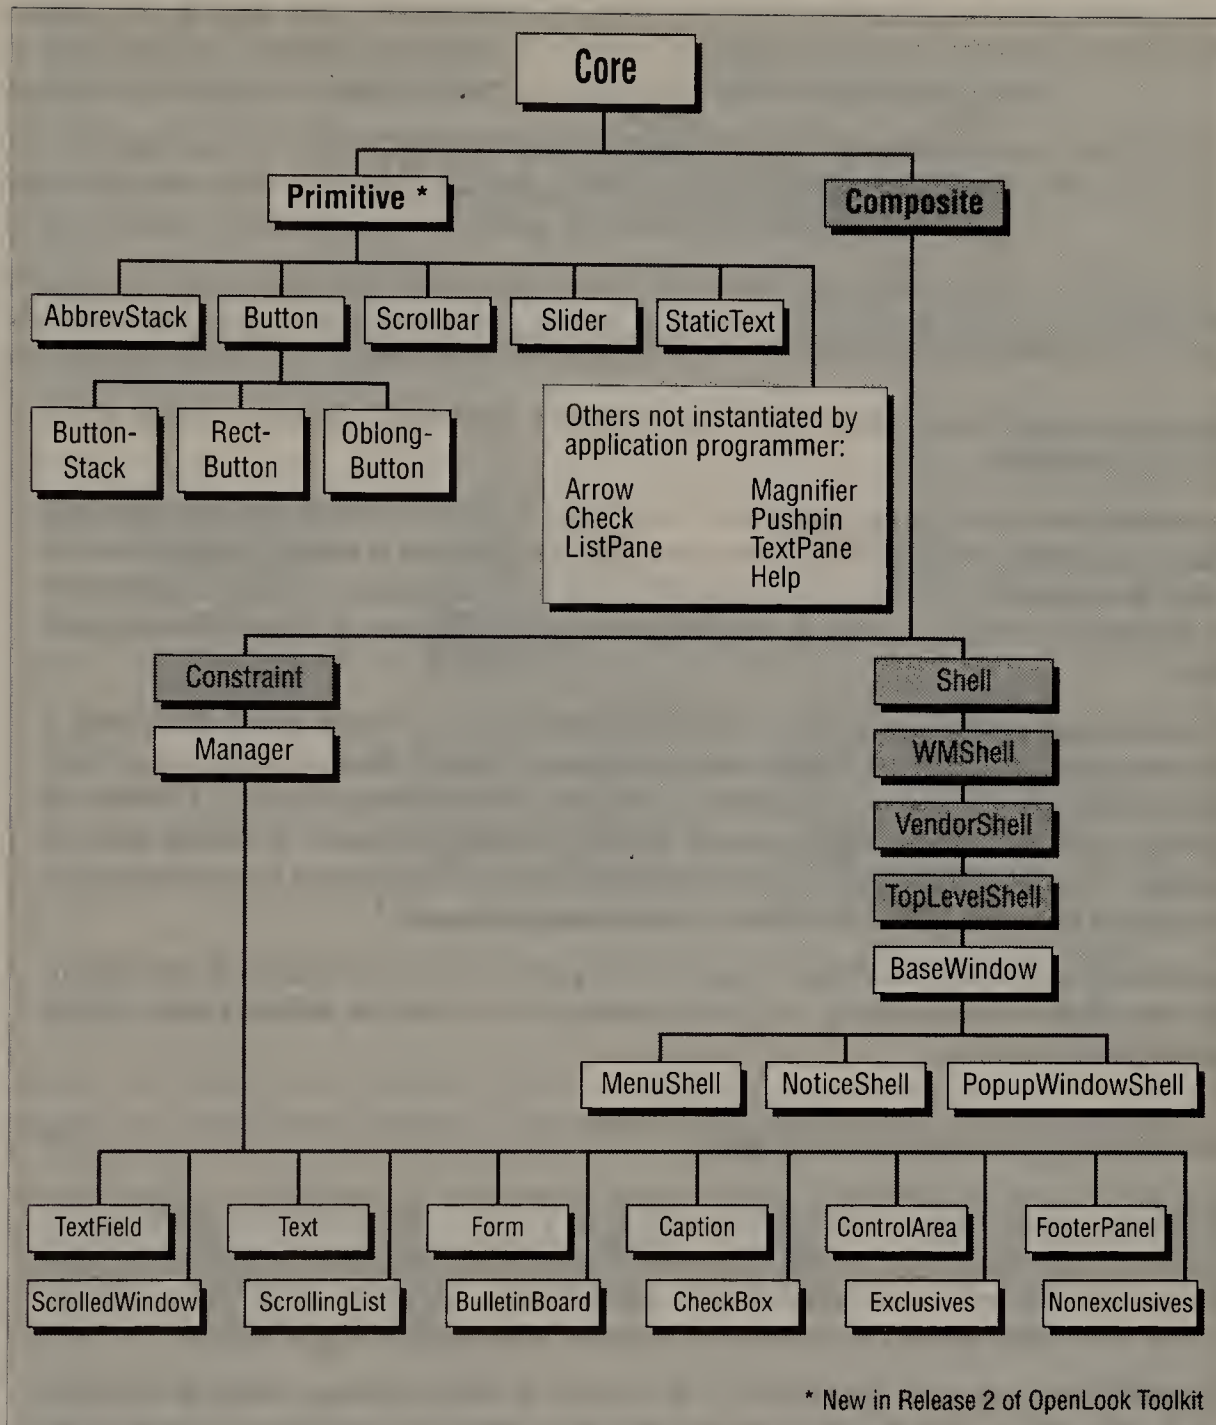 Core
Primitive *
Composite
AbbrevStack
Button
Scrollbar
Slider
StaticText
Button-
Stack
Rect-
Button
Oblong-
Button
Others not instantiated by
application programmer:
Arrow Magnifier
Check Pushpin
ListPane TextPane
Help
Constraint
Manager
Shell
WMShell
VendorShell
TopLevelShell
BaseWindow
MenuShell
NoticeShell
PopupWindowShell
TextField
Text
Form
Caption
ControlArea
FooterPanel
ScrolledWindow
ScrollingList
BulletinBoard
CheckBox
Exclusives
Nonexclusives
* New in Release 2 of OpenLook Toolkit